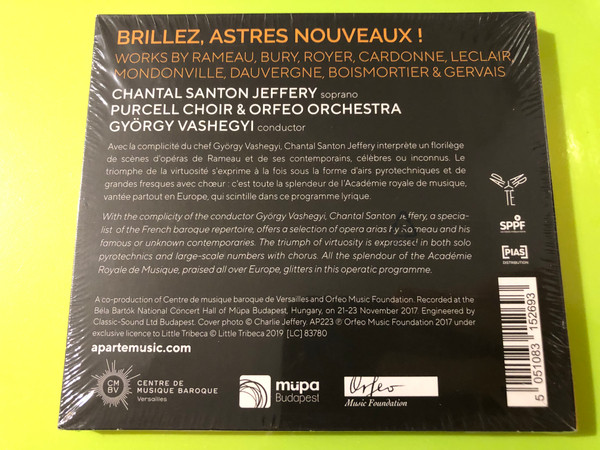 BRILLEZ, ASTRES NOUVEAUX !
WORKS BY RAMEAU, BURY, ROYER, CARDONNE, LECLAIR,
MONDONVILLE, DAUVERGNE, BOISMORTIER & GERVAIS
CHANTAL SANTON JEFFERY soprano
PURCELL CHOIR & ORFEO ORCHESTRA
GYÖRGY VASHEGYI conductor
Avec la complicité du chef György Vashegyi, Chantal Santon Jeffery interprète un florilège
de scènes d'opéras de Rameau et de ses contemporains, célèbres ou inconnus. Le
triomphe de la virtuosité s'exprime à la fois sous la forme d'airs pyrotechniques et de
grandes fresques avec chœur : c'est toute la splendeur de l'Académie royale de musique,
vantée partout en Europe, qui scintille dans ce programme lyrique.
With the complicity of the conductor György Vashegyi, Chantal Santon Jeffery, a specia-
list of the French baroque repertoire, offers a selection of opera arias by Rameau and his
famous or unknown contemporaries. The triumph of virtuosity is expressed in both solo
pyrotechnics and large-scale numbers with chorus. All the splendour of the Académie
Royale de Musique, praised all over Europe, glitters in this operatic programme.
A co-production of Centre de musique baroque de Versailles and Orfeo Music Foundation. Recorded at the
Béla Bartók National Concert Hall of Müpa Budapest, Hungary, on 21-23 November 2017. Engineered by
Classic-Sound Ltd Budapest. Cover photo © Charlie Jeffery. AP223 ℗ Orfeo Music Foundation 2017 under
exclusive licence to Little Tribeca © Little Tribeca 2019 [LC] 83780
apartemusic.com
TE
SPPF
[PIAS]
DISTRIBUTION
5 051083 152693
CM
BV
CENTRE DE
MUSIQUE BAROQUE
Versailles
müpa
Budapest
Orfeo
Music Foundation